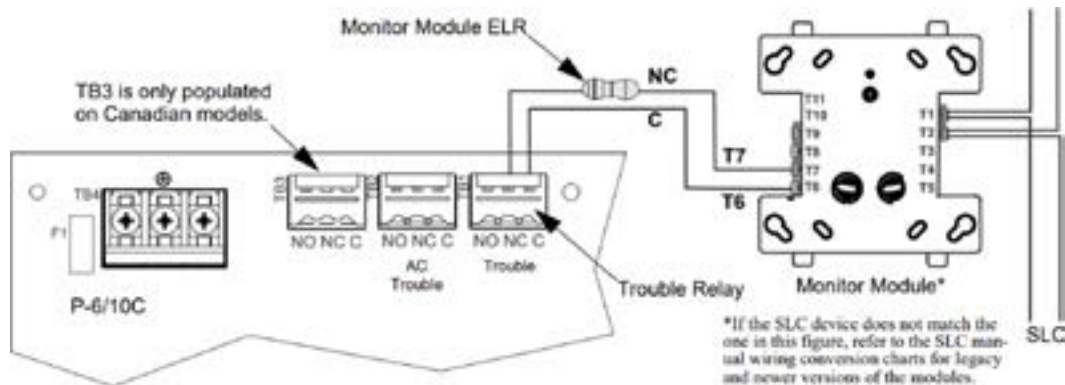 Monitor Module ELR
NC
C
TB3 is only populated
on Canadian models.
T7
T6
T11
T10
T9
T8
T7
T6
T1
T2
T3
T4
T5
TB4
TB3
F1
NO NC C
NO NC C
NO NC C
AC
Trouble
Trouble
P-6/10C
Trouble Relay
Monitor Module*
*If the SLC device does not match the
one in this figure, refer to the SLC man-
ual wiring conversion charts for legacy
and newer versions of the modules.
SLC